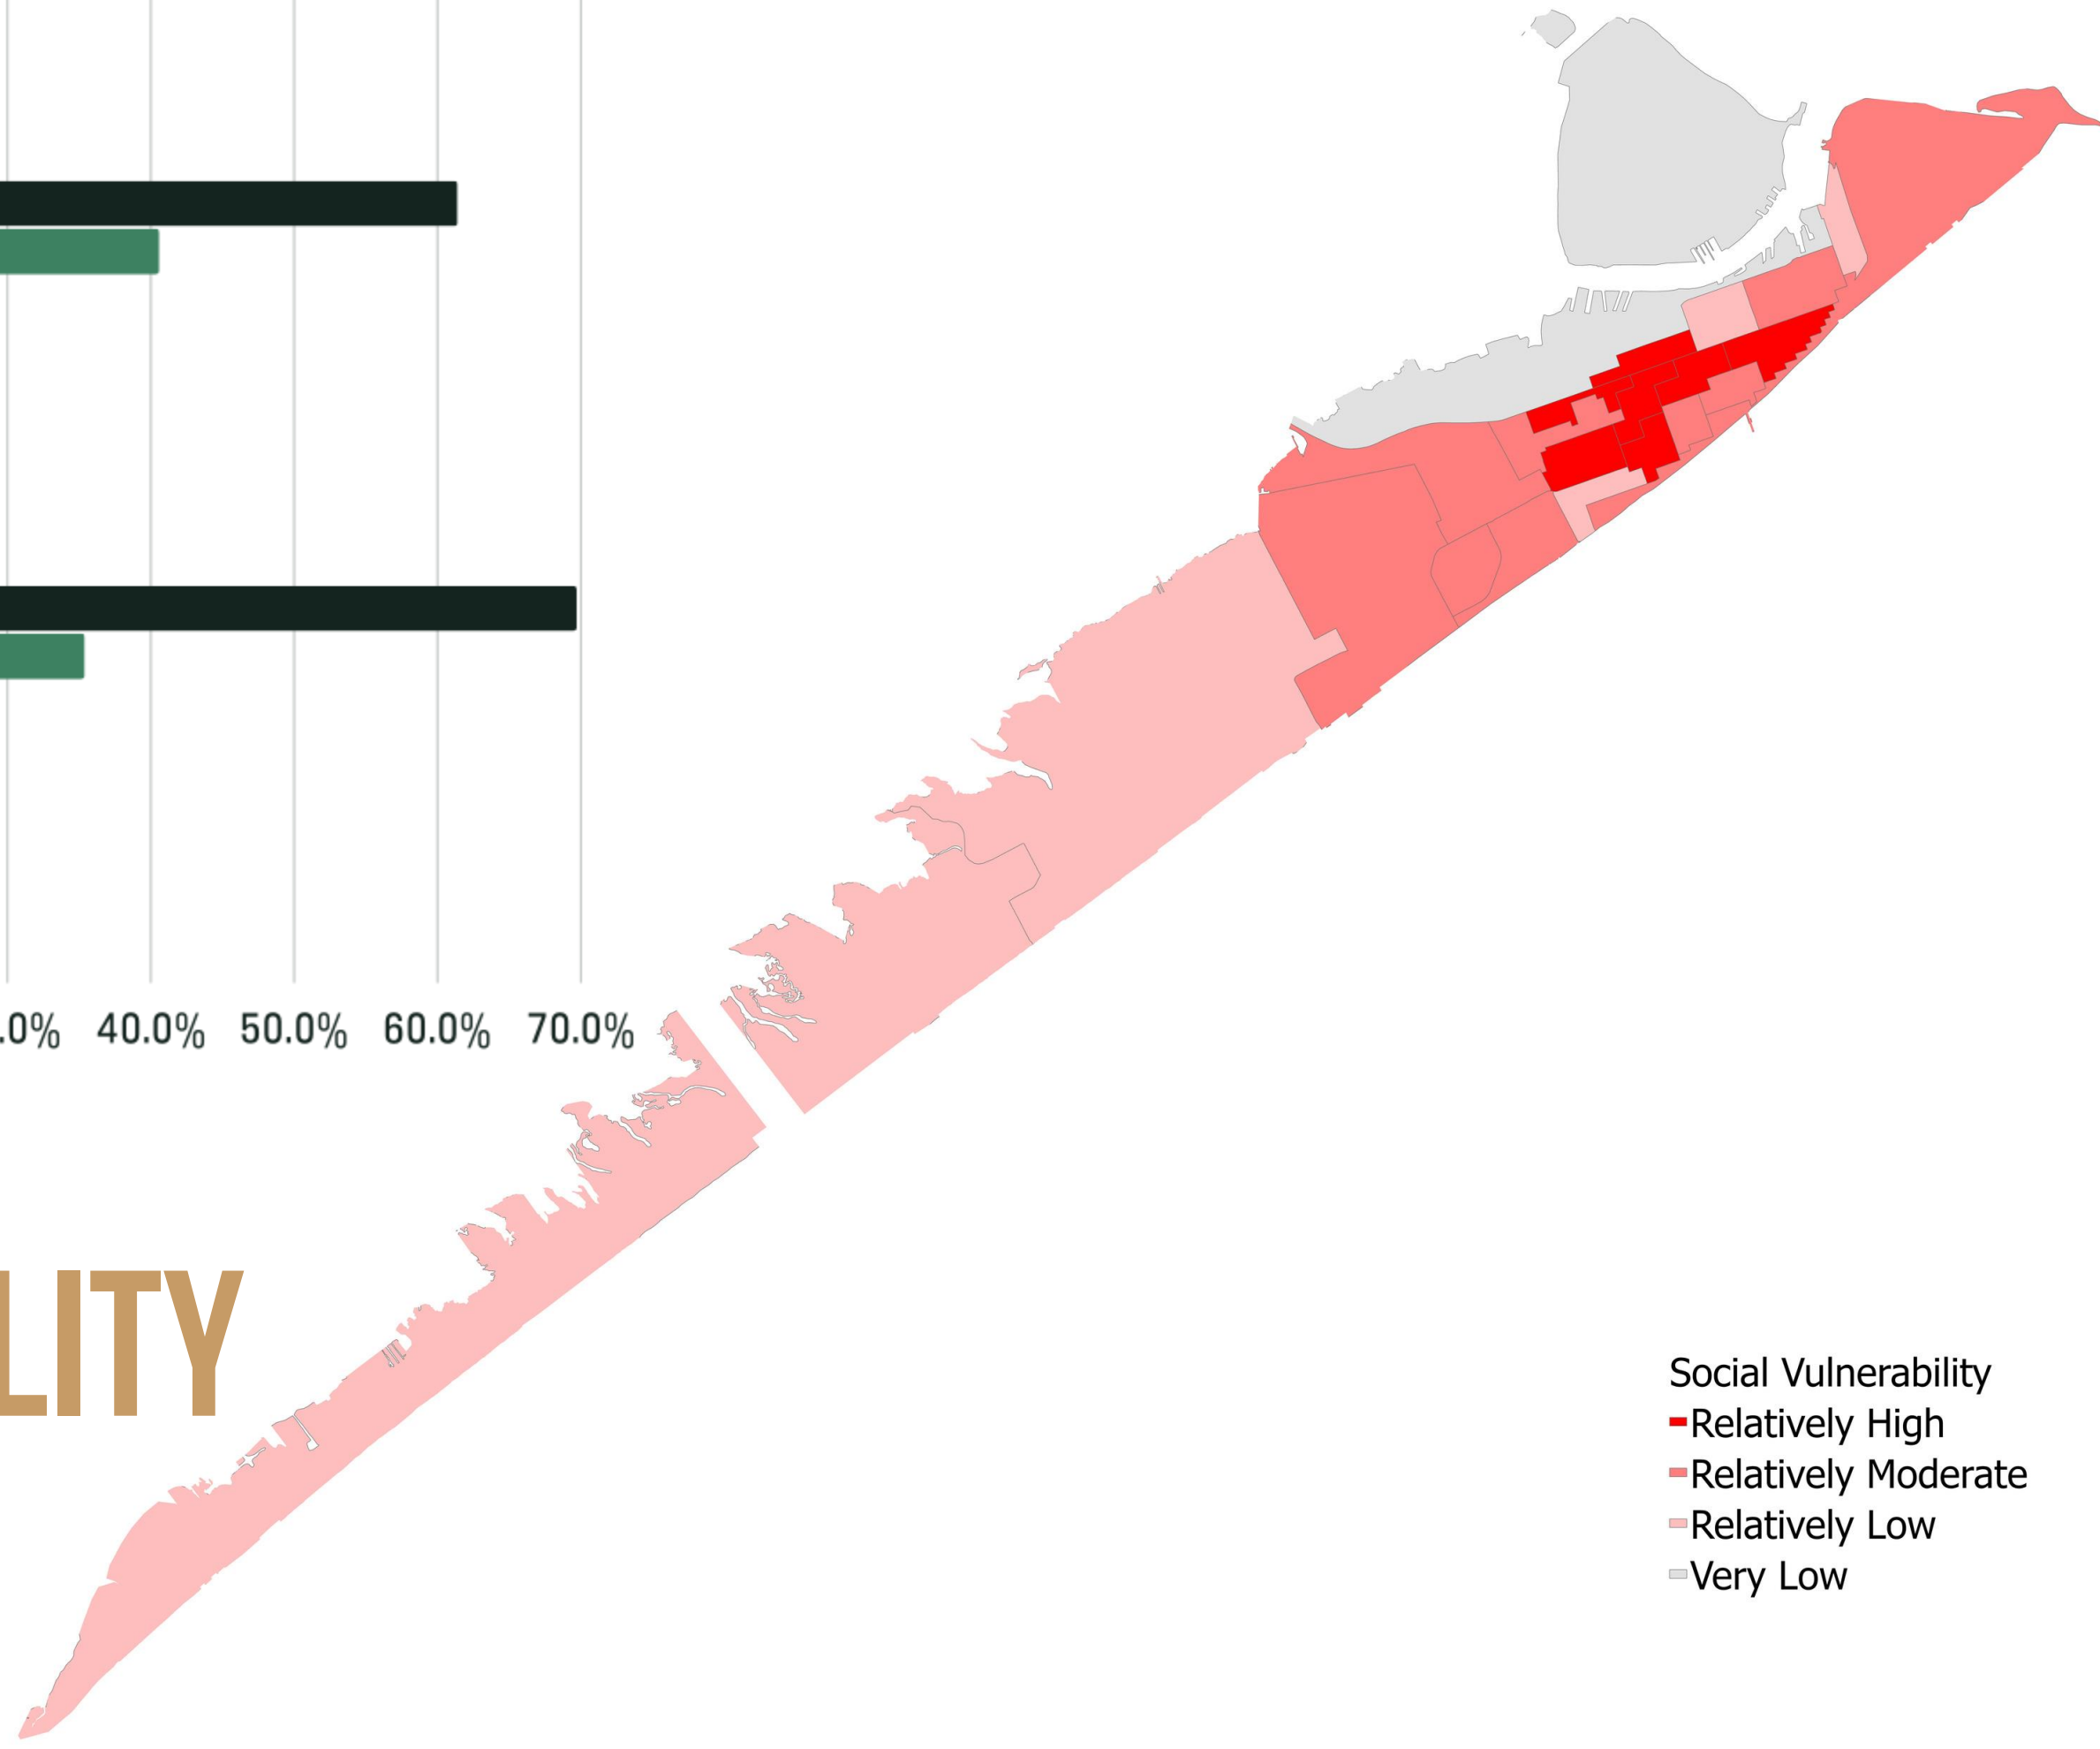 .0% 40.0% 50.0% 60.0% 70.0%
LITY
Social Vulnerability
Relatively High
Relatively Moderate
Relatively Low
Very Low